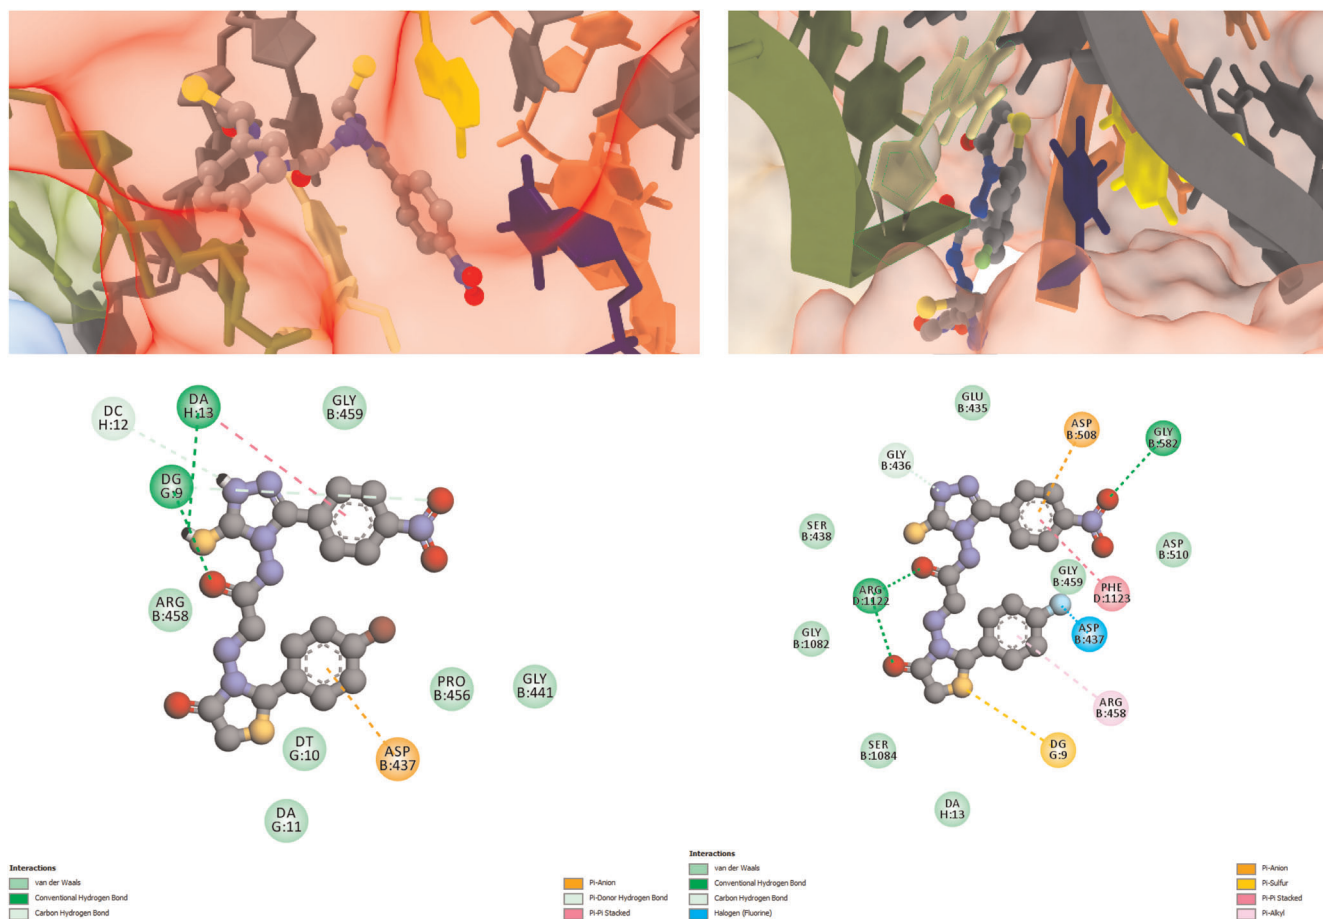 DA
H:13
GLY
B:459
DC
H:12
DG
G:9
ARG
B:458
PRO
B:456
GLY
B:441
DT
G:10
ASP
B:437
DA
G:11
Interactions
van der Waals
Conventional Hydrogen Bond
Carbon Hydrogen Bond
Pi-Anion
Pi-Donor Hydrogen Bond
Pi-Pi Stacked
GLU
B:435
ASP
B:508
GLY
B:582
GLY
B:436
SER
B:438
ASP
B:510
GLY
B:459
ARG
D:1122
PHE
D:1123
GLY
B:1082
ASP
B:437
ARG
B:458
SER
B:1084
DG
G:9
DA
H:13
Interactions
van der Waals
Conventional Hydrogen Bond
Carbon Hydrogen Bond
Halogen (Fluorine)
Pi-Anion
Pi-Sulfur
Pi-Pi Stacked
Pi-Alkyl